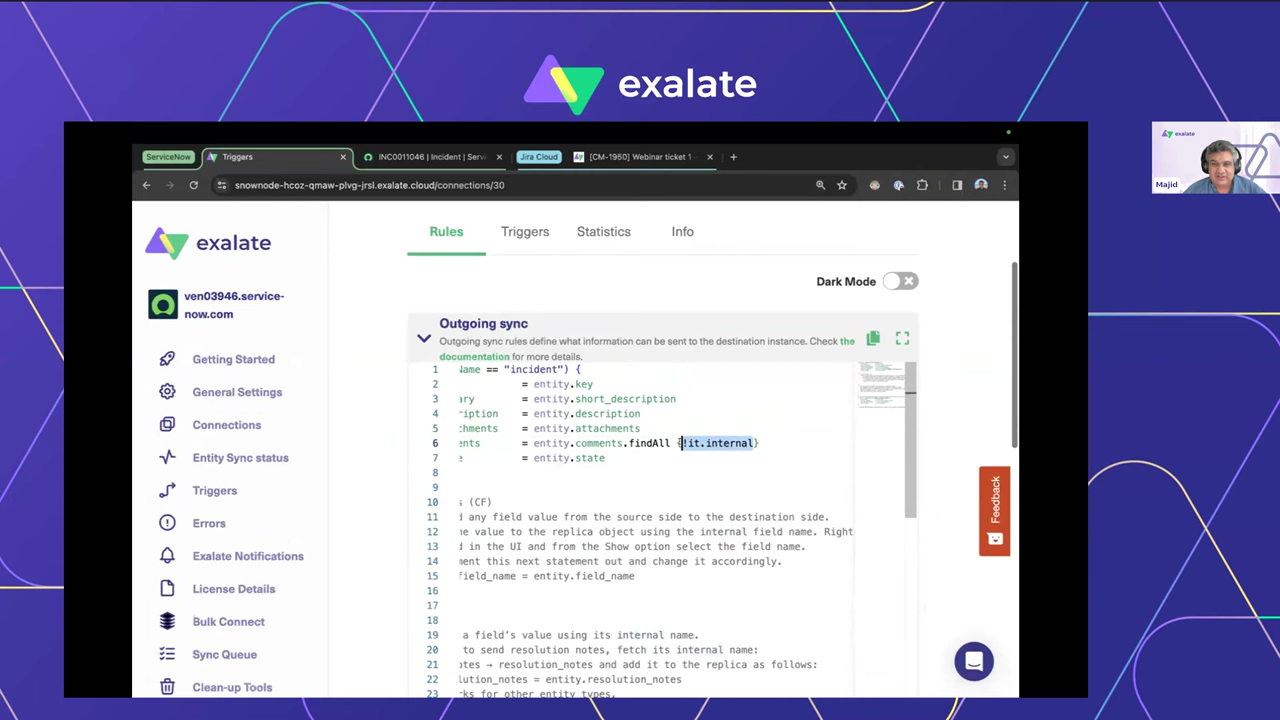 exalate
ServiceNow
Triggers
INC0011046 | Incident | Servi
Jira Cloud
[CM-1950] Webinar ticket 1 -
snownode-hcoz-qmaw-plvg-jrsl.exalate.cloud/connections/30
exalate
Majid
exalate
ven03946.service-
now.com
Getting Started
General Settings
Connections
Entity Sync status
Triggers
Errors
Exalate Notifications
License Details
Bulk Connect
Sync Queue
Clean-up Tools
Rules
Triggers
Statistics
Info
Dark Mode
Outgoing sync
Outgoing sync rules define what information can be sent to the destination instance. Check the
documentation for more details.
1 Name == "incident") {
2 = entity.key
3 ary = entity.short_description
4 ription = entity.description
5 chments = entity.attachments
6 ents = entity.comments.findAll {!it.internal}
7 = entity.state
8
9
10 s (CF)
11 d any field value from the source side to the destination side.
12 he value to the replica object using the internal field name. Right
13 d in the UI and from the Show option select the field name.
14 ment this next statement out and change it accordingly.
15 field_name = entity.field_name
16
17
18
19 a field's value using its internal name.
20 to send resolution notes, fetch its internal name:
21 otes → resolution_notes and add it to the replica as follows:
22 lution_notes = entity.resolution_notes
23 rks for other entity types.
Feedback